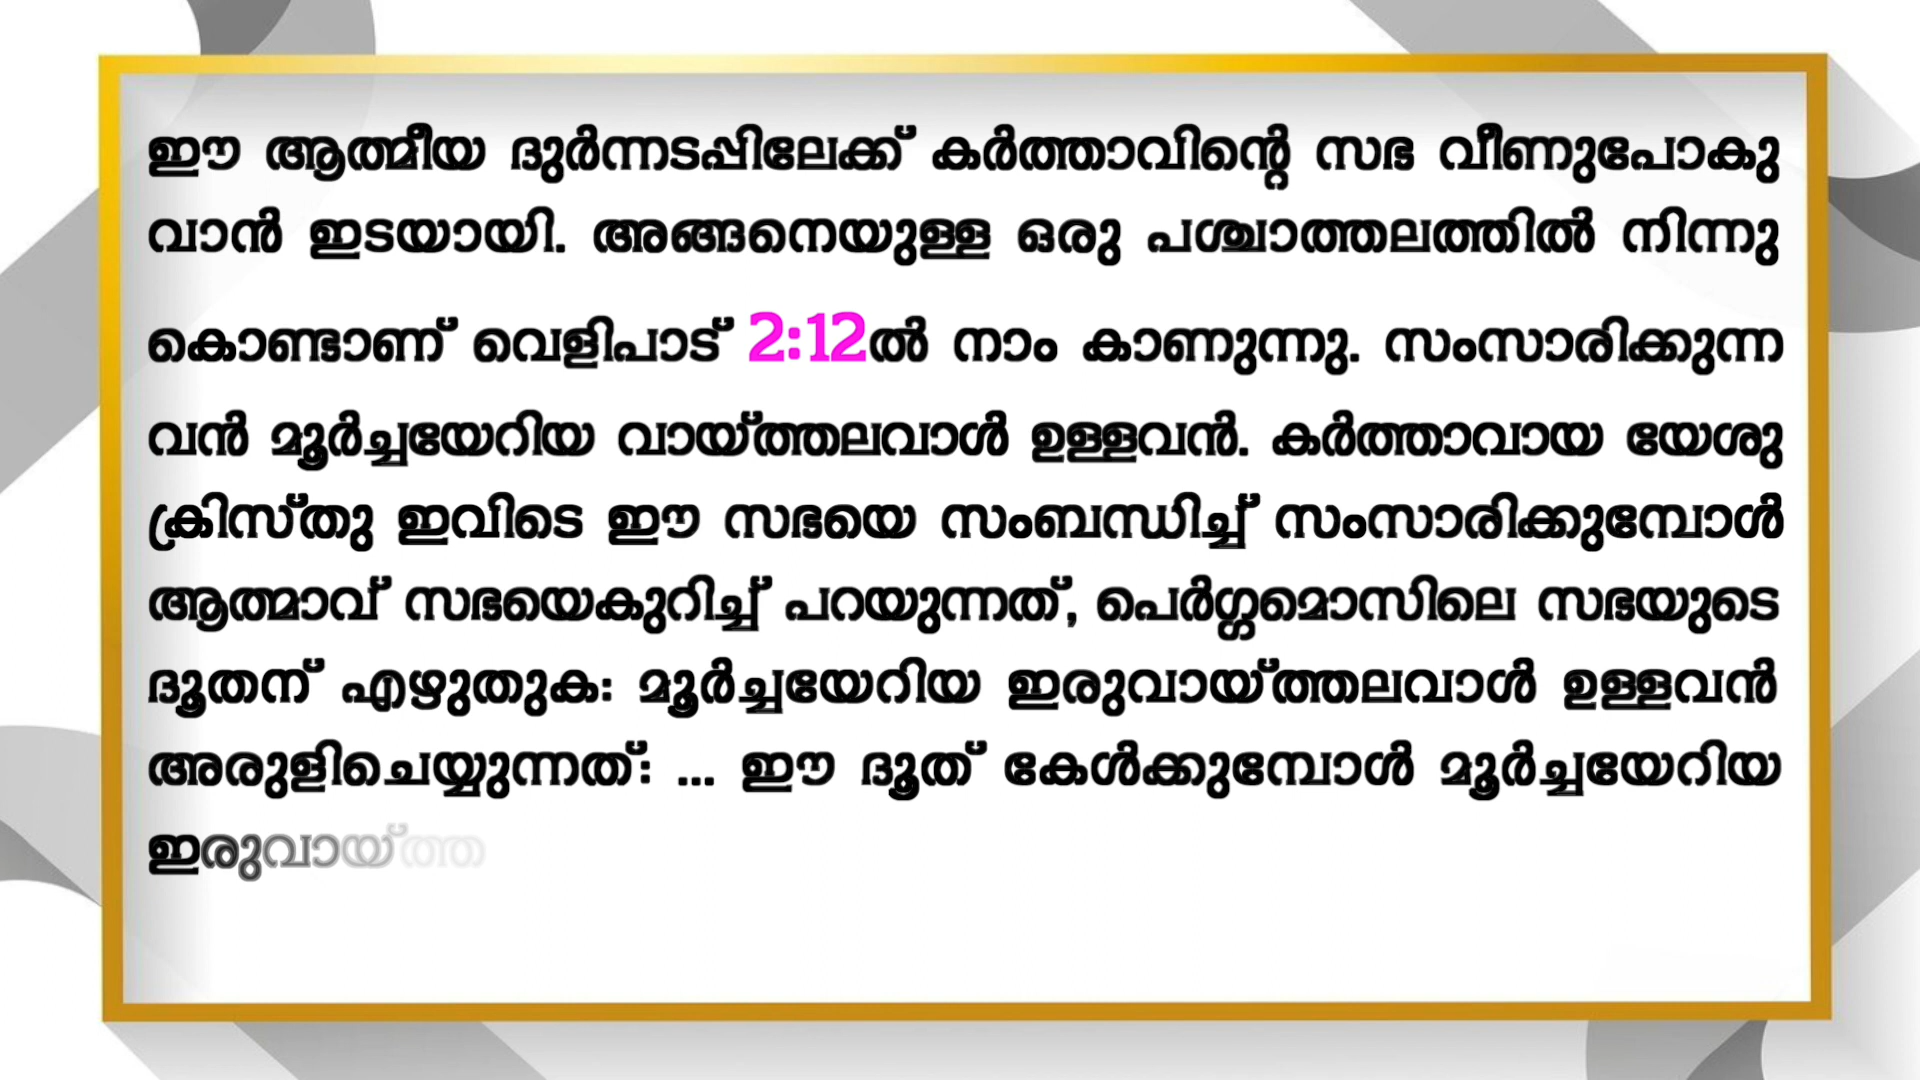 ഈ ആത്മീയ ദുർന്നടപ്പിലേക്ക് കർത്താവിന്റെ സഭ വീണുപോകു
വാൻ ഇടയായി. അങ്ങനെയുള്ള ഒരു പശ്ചാത്തലത്തിൽ നിന്നു
കൊണ്ടാണ് വെളിപാട് 2:12ൽ നാം കാണുന്നു. സംസാരിക്കുന്ന
വൻ മൂർച്ചയേറിയ വായ്ത്തലവാൾ ഉള്ളവൻ. കർത്താവായ യേശു
ക്രിസ്തു ഇവിടെ ഈ സഭയെ സംബന്ധിച്ച് സംസാരിക്കുമ്പോൾ
ആത്മാവ് സഭയെകുറിച്ച് പറയുന്നത്, പെർഗ്ഗമൊസിലെ സഭയുടെ
ദൂതന് എഴുതുക: മൂർച്ചയേറിയ ഇരുവായ്ത്തലവാൾ ഉള്ളവൻ
അരുളിചെയ്യുന്നത്: ... ഈ ദൂത് കേൾക്കുമ്പോൾ മൂർച്ചയേറിയ
ഇരുവായ്ത്ത